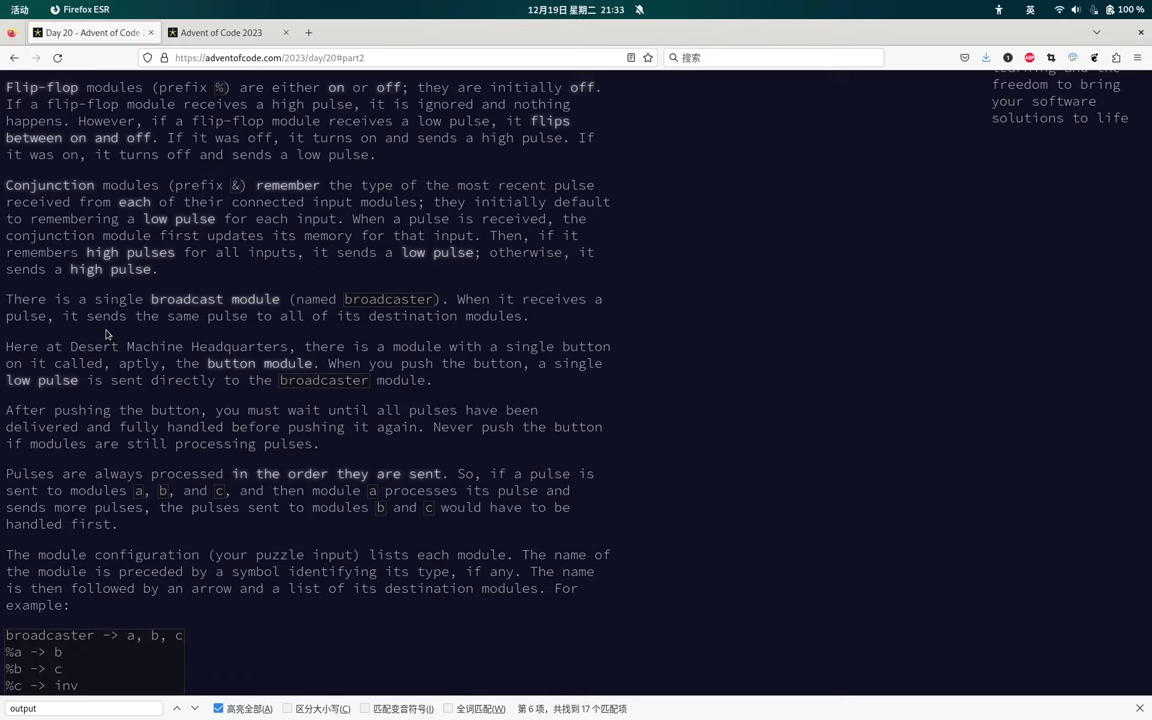 活动 Firefox ESR 12月19日 星期二 21:33 英 100 %
Day 20 - Advent of Code Advent of Code 2023
https://adventofcode.com/2023/day/20#part2 搜索
Flip-flop modules (prefix %) are either on or off; they are initially off.
If a flip-flop module receives a high pulse, it is ignored and nothing
happens. However, if a flip-flop module receives a low pulse, it flips
between on and off. If it was off, it turns on and sends a high pulse. If
it was on, it turns off and sends a low pulse.
Conjunction modules (prefix &) remember the type of the most recent pulse
received from each of their connected input modules; they initially default
to remembering a low pulse for each input. When a pulse is received, the
conjunction module first updates its memory for that input. Then, if it
remembers high pulses for all inputs, it sends a low pulse; otherwise, it
sends a high pulse.
There is a single broadcast module (named broadcaster). When it receives a
pulse, it sends the same pulse to all of its destination modules.
Here at Desert Machine Headquarters, there is a module with a single button
on it called, aptly, the button module. When you push the button, a single
low pulse is sent directly to the broadcaster module.
After pushing the button, you must wait until all pulses have been
delivered and fully handled before pushing it again. Never push the button
if modules are still processing pulses.
Pulses are always processed in the order they are sent. So, if a pulse is
sent to modules a, b, and c, and then module a processes its pulse and
sends more pulses, the pulses sent to modules b and c would have to be
handled first.
The module configuration (your puzzle input) lists each module. The name of
the module is preceded by a symbol identifying its type, if any. The name
is then followed by an arrow and a list of its destination modules. For
example:
broadcaster -> a, b, c
%a -> b
%b -> c
%c -> inv
learning and the
freedom to bring
your software
solutions to life
output 高亮全部(A) 区分大小写(C) 匹配变音符号(I) 全词匹配(W) 第 6 项，共找到 17 个匹配项